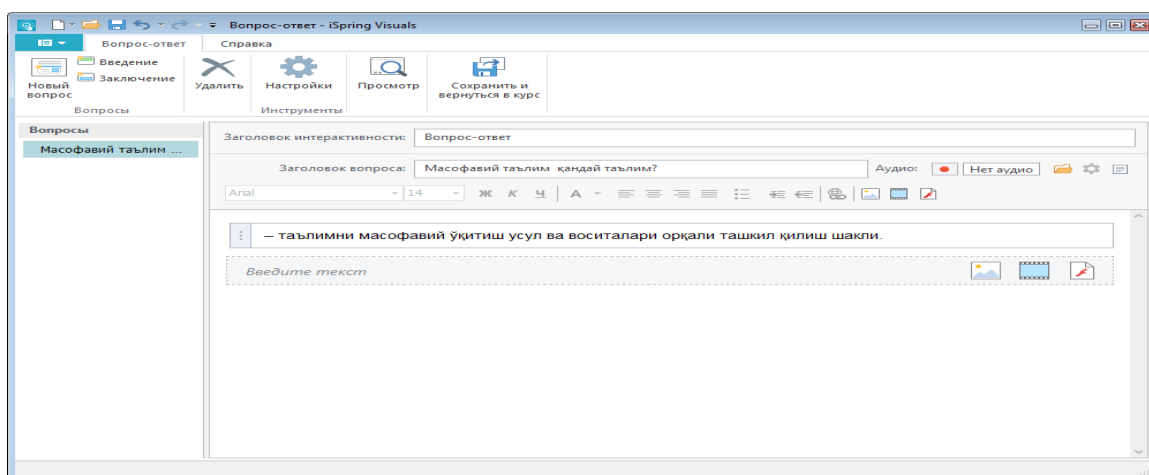 Вопрос-ответ - iSpring Visuals
Вопрос-ответ Справка
Новый вопрос
Введение
Заключение
Удалить
Настройки
Просмотр
Сохранить и вернуться в курс
Вопросы
Инструменты
Вопросы
Масофавий таълим ...
Заголовок интерактивности: Вопрос-ответ
Заголовок вопроса: Масофавий таълим қандай таълим? Аудио: Нет аудио
Arial 14 Ж К Ч А
– таълимни масофавий ўқитиш усул ва воситалари орқали ташкил қилиш шакли.
Введите текст